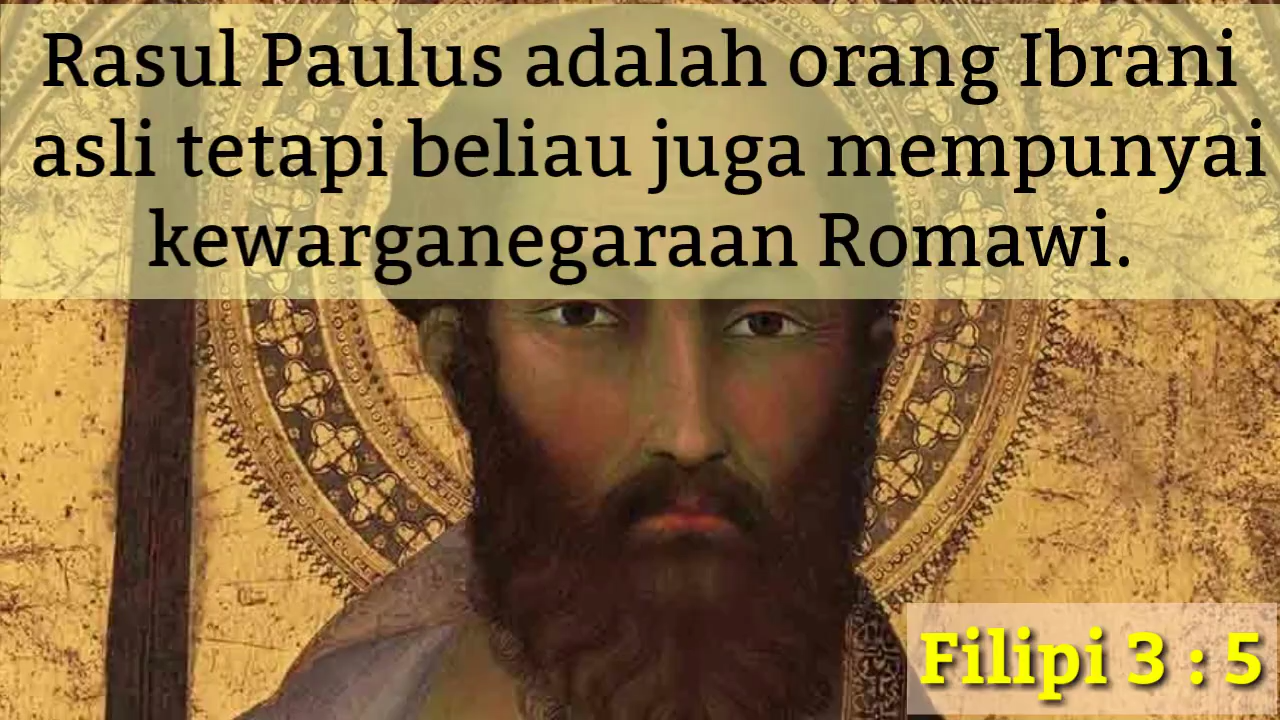 Rasul Paulus adalah orang Ibrani
asli tetapi beliau juga mempunyai
kewarganegaraan Romawi.
Filipi 3 : 5